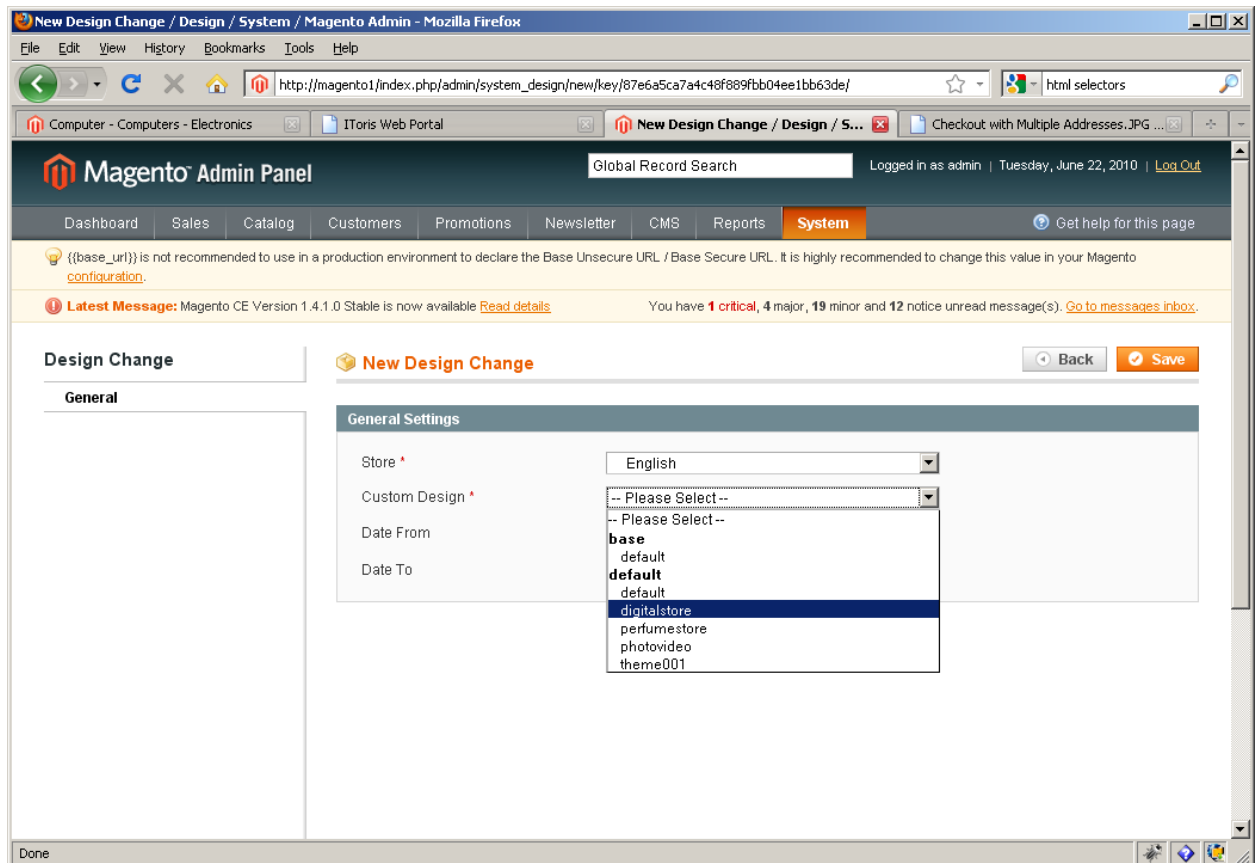 New Design Change / Design / System / Magento Admin - Mozilla Firefox
File Edit View History Bookmarks Tools Help
http://magento1/index.php/admin/system_design/new/key/87e6a5ca7a4c48f889fbb04ee1bb63de/ html selectors
Computer - Computers - Electronics IToris Web Portal New Design Change / Design / S... Checkout with Multiple Addresses.JPG ...
Magento Admin Panel Global Record Search Logged in as admin | Tuesday, June 22, 2010 | Log Out
Dashboard Sales Catalog Customers Promotions Newsletter CMS Reports System Get help for this page
{{base_url}} is not recommended to use in a production environment to declare the Base Unsecure URL / Base Secure URL. It is highly recommended to change this value in your Magento
configuration.
Latest Message: Magento CE Version 1.4.1.0 Stable is now available Read details You have 1 critical, 4 major, 19 minor and 12 notice unread message(s). Go to messages inbox.
Design Change New Design Change Back Save
General
General Settings
Store * English
Custom Design * -- Please Select --
-- Please Select --
Date From
base
default
Date To
default
default
digitalstore
perfumestore
photovideo
theme001
Done